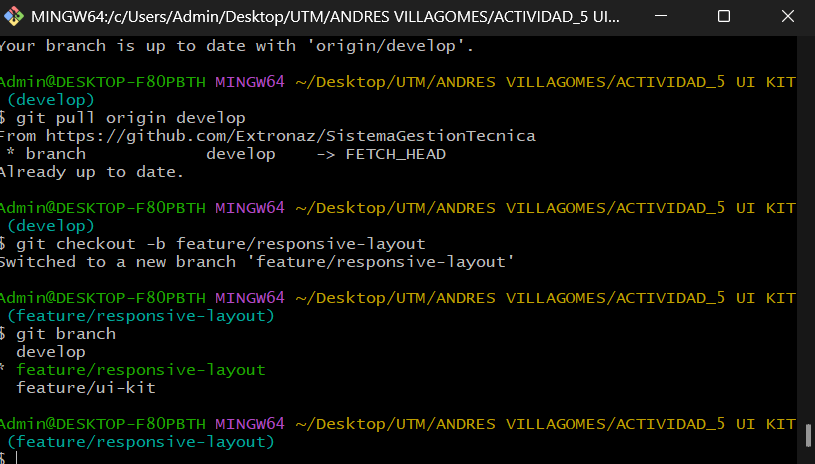 MINGW64:/c/Users/Admin/Desktop/UTM/ANDRES VILLAGOMES/ACTIVIDAD_5 UI...
Your branch is up to date with 'origin/develop'.
Admin@DESKTOP-F80PBTH MINGW64 ~/Desktop/UTM/ANDRES VILLAGOMES/ACTIVIDAD_5 UI KIT
(develop)
$ git pull origin develop
From https://github.com/Extronaz/SistemaGestionTecnica
* branch            develop    -> FETCH_HEAD
Already up to date.
Admin@DESKTOP-F80PBTH MINGW64 ~/Desktop/UTM/ANDRES VILLAGOMES/ACTIVIDAD_5 UI KIT
(develop)
$ git checkout -b feature/responsive-layout
Switched to a new branch 'feature/responsive-layout'
Admin@DESKTOP-F80PBTH MINGW64 ~/Desktop/UTM/ANDRES VILLAGOMES/ACTIVIDAD_5 UI KIT
(feature/responsive-layout)
$ git branch
develop
* feature/responsive-layout
feature/ui-kit
Admin@DESKTOP-F80PBTH MINGW64 ~/Desktop/UTM/ANDRES VILLAGOMES/ACTIVIDAD_5 UI KIT
(feature/responsive-layout)
$